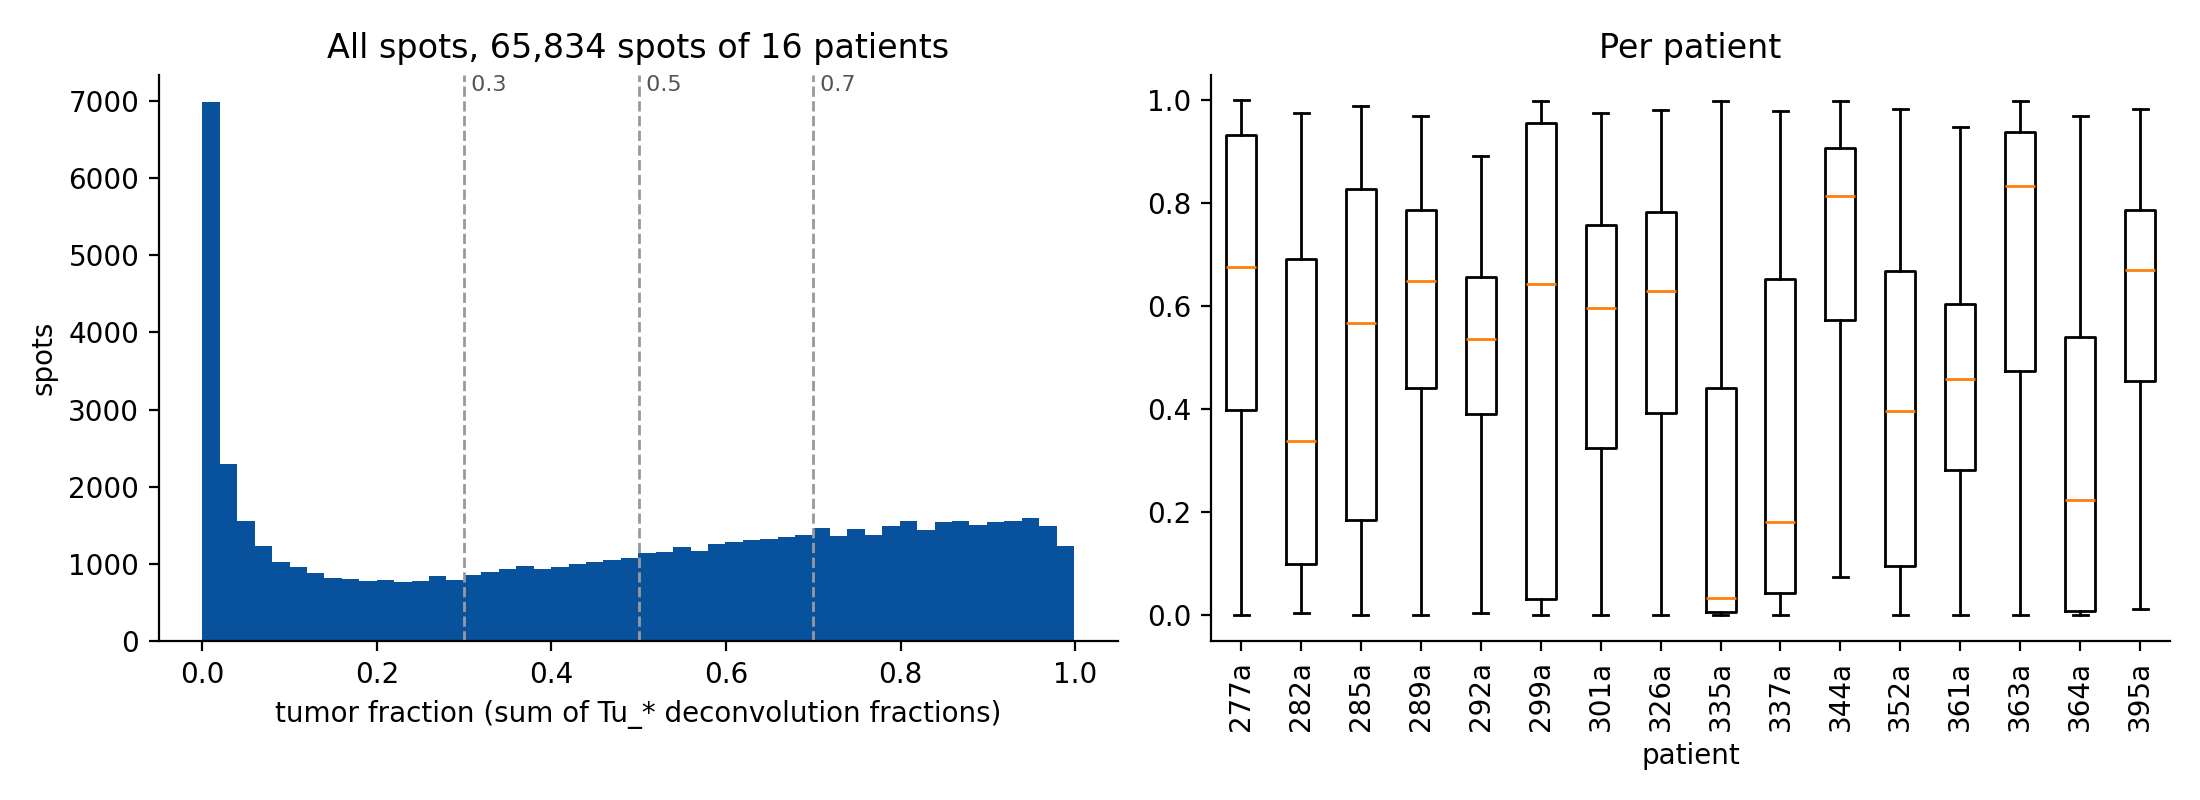 All spots, 65,834 spots of 16 patients
0.3
0.5
0.7
7000
6000
5000
4000
3000
2000
1000
0
spots
0.0
0.2
0.4
0.6
0.8
1.0
tumor fraction (sum of Tu_* deconvolution fractions)
Per patient
1.0
0.8
0.6
0.4
0.2
0.0
277a
282a
285a
289a
292a
299a
301a
326a
335a
337a
344a
352a
361a
363a
364a
395a
patient